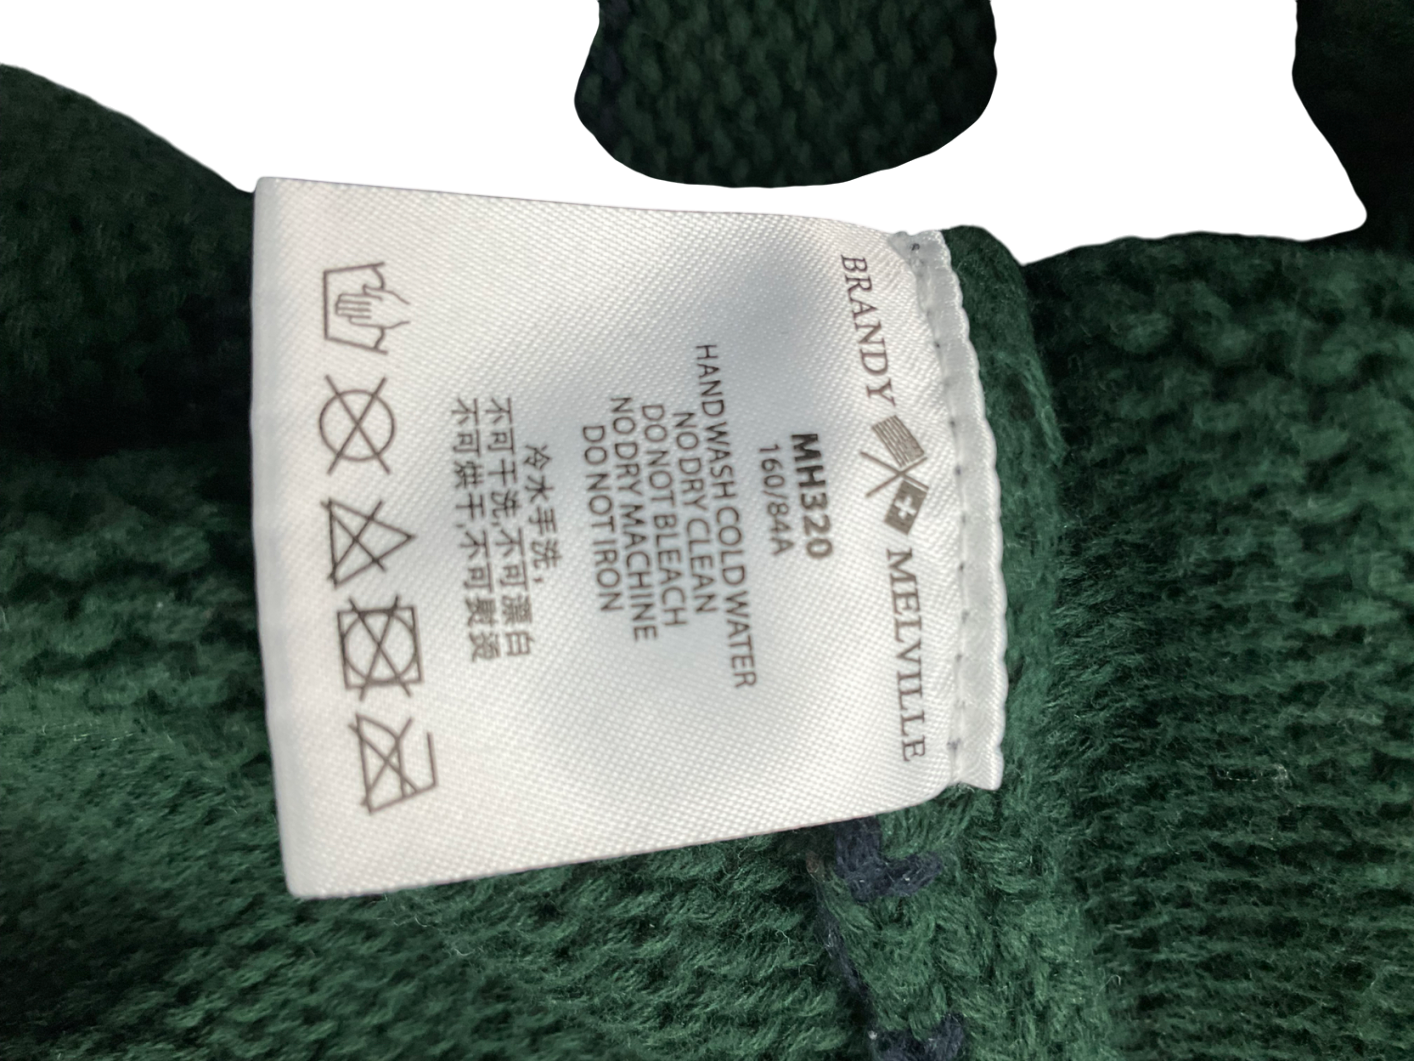 BRANDY MELVILLE
MH320
160/84A
HAND WASH COLD WATER
NO DRY CLEAN
DO NOT BLEACH
NO DRY MACHINE
DO NOT IRON
冷水手洗,
不可干洗,不可漂白
不可烘干,不可熨烫